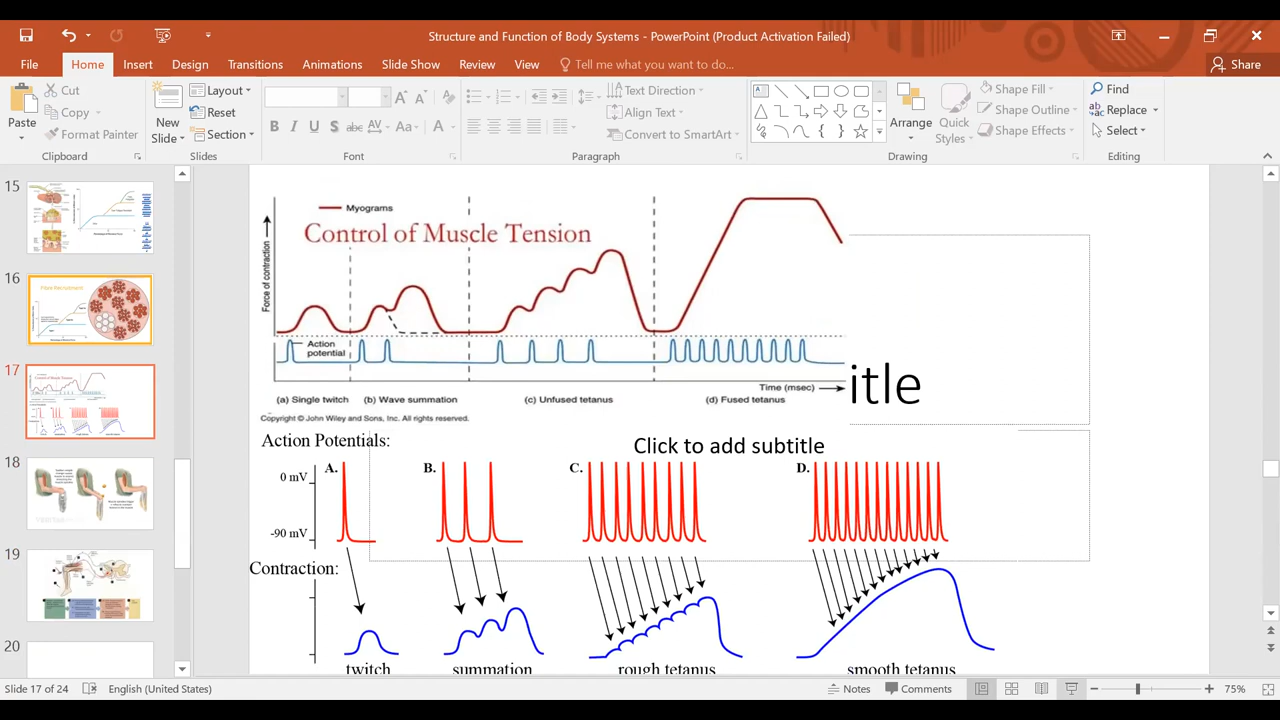 Structure and Function of Body Systems - PowerPoint (Product Activation Failed)
File Home Insert Design Transitions Animations Slide Show Review View Tell me what you want to do... Share
Paste
Cut
Copy
Format Painter
Clipboard
New Slide
Layout
Reset
Section
Slides
B I U S abc AV Aa A
Font
Text Direction
Align Text
Convert to SmartArt
Paragraph
Arrange
Quick Styles
Shape Fill
Shape Outline
Shape Effects
Drawing
Find
Replace
Select
Editing
15
16
17
18
19
20
Myograms
Control of Muscle Tension
Force of contraction
Action potential
Time (msec)
(a) Single twitch (b) Wave summation (c) Unfused tetanus (d) Fused tetanus
Copyright © John Wiley and Sons, Inc. All rights reserved.
itle
Click to add subtitle
Action Potentials:
A. B. C. D.
0 mV
-90 mV
Contraction:
twitch summation rough tetanus smooth tetanus
Slide 17 of 24 English (United States) Notes Comments 75%